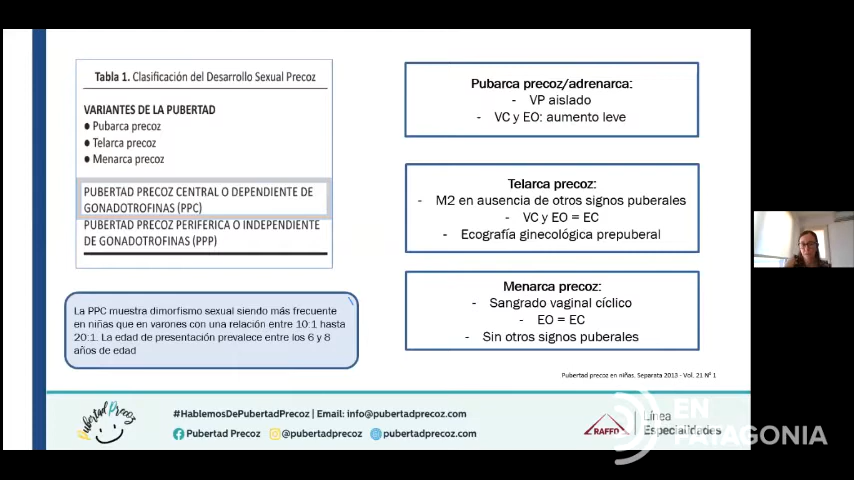 Tabla 1. Clasificación del Desarrollo Sexual Precoz
VARIANTES DE LA PUBERTAD
● Pubarca precoz
● Telarca precoz
● Menarca precoz
PUBERTAD PRECOZ CENTRAL O DEPENDIENTE DE
GONADOTROFINAS (PPC)
PUBERTAD PRECOZ PERIFERICA O INDEPENDIENTE
DE GONADOTROFINAS (PPP)
La PPC muestra dimorfismo sexual siendo más frecuente
en niñas que en varones con una relación entre 10:1 hasta
20:1. La edad de presentación prevalece entre los 6 y 8
años de edad
Pubarca precoz/adrenarca:
- VP aislado
- VC y EO: aumento leve
Telarca precoz:
- M2 en ausencia de otros signos puberales
- VC y EO = EC
- Ecografía ginecológica prepuberal
Menarca precoz:
- Sangrado vaginal cíclico
- EO = EC
- Sin otros signos puberales
Pubertad precoz en niñas, Separata 2013 - Vol. 21 Nº 1
Pubertad Precoz
#HablemosDePubertadPrecoz | Email: info@pubertadprecoz.com
Pubertad Precoz @pubertadprecoz pubertadprecoz.com
RAFFO
Línea
Especialidades
EN
PATAGONIA